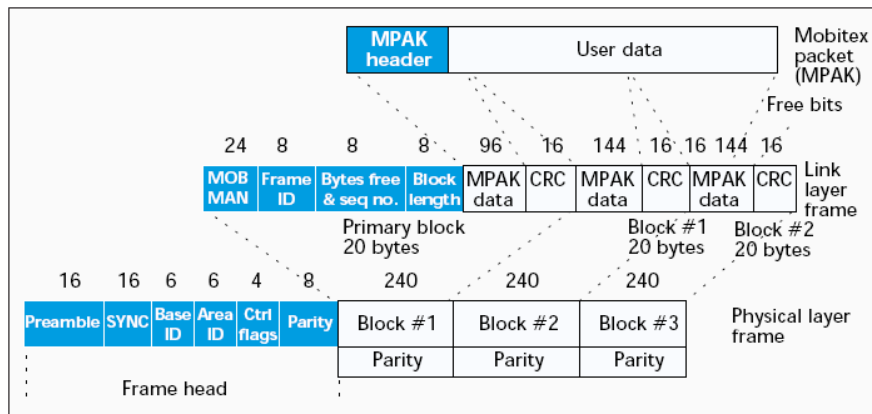 MPAK header
User data
Mobitex packet (MPAK)
Free bits
24 8 8 8 96 16 144 16 16 144 16
MOB MAN
Frame ID
Bytes free & seq no.
Block length
MPAK data
CRC
MPAK data
CRC
MPAK data
CRC
Link layer frame
Primary block 20 bytes
Block #1 20 bytes
Block #2 20 bytes
16 16 6 6 4 8 240 240 240
Preamble
SYNC
Base ID
Area ID
Ctrl flags
Parity
Block #1
Block #2
Block #3
Physical layer frame
Parity
Parity
Parity
Frame head